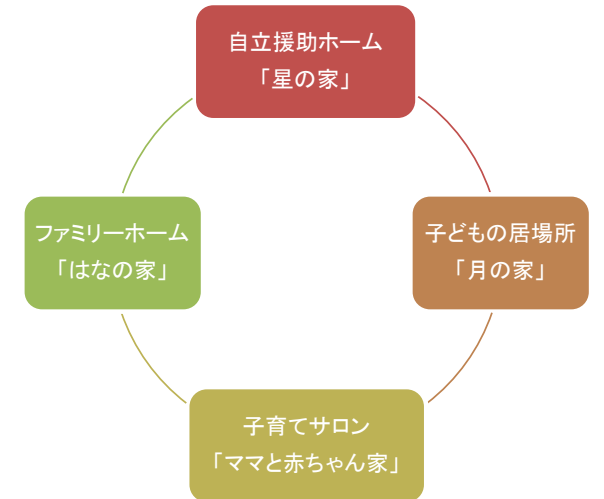 自立援助ホーム
「星の家」
子どもの居場所
「月の家」
子育てサロン
「ママと赤ちゃん家」
ファミリーホーム
「はなの家」